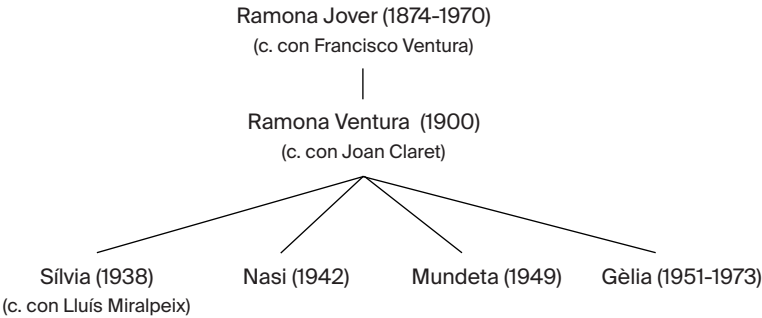 Ramona Jover (1874-1970)
(c. con Francisco Ventura)
Ramona Ventura (1900)
(c. con Joan Claret)
Sílvia (1938) Nasi (1942) Mundeta (1949) Gèlia (1951-1973)
(c. con Lluís Miralpeix)